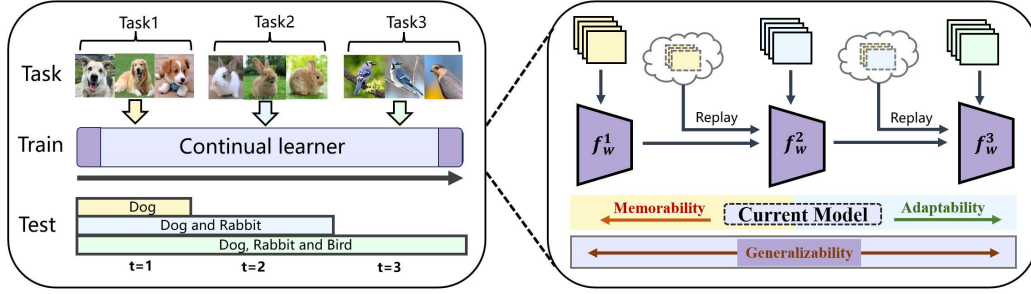 Task1
Task2
Task3
Task
Train
Continual learner
Test
Dog
Dog and Rabbit
Dog, Rabbit and Bird
t=1
t=2
t=3
Replay
Replay
f_w^1
f_w^2
f_w^3
Memorability
Current Model
Adaptability
Generalizability